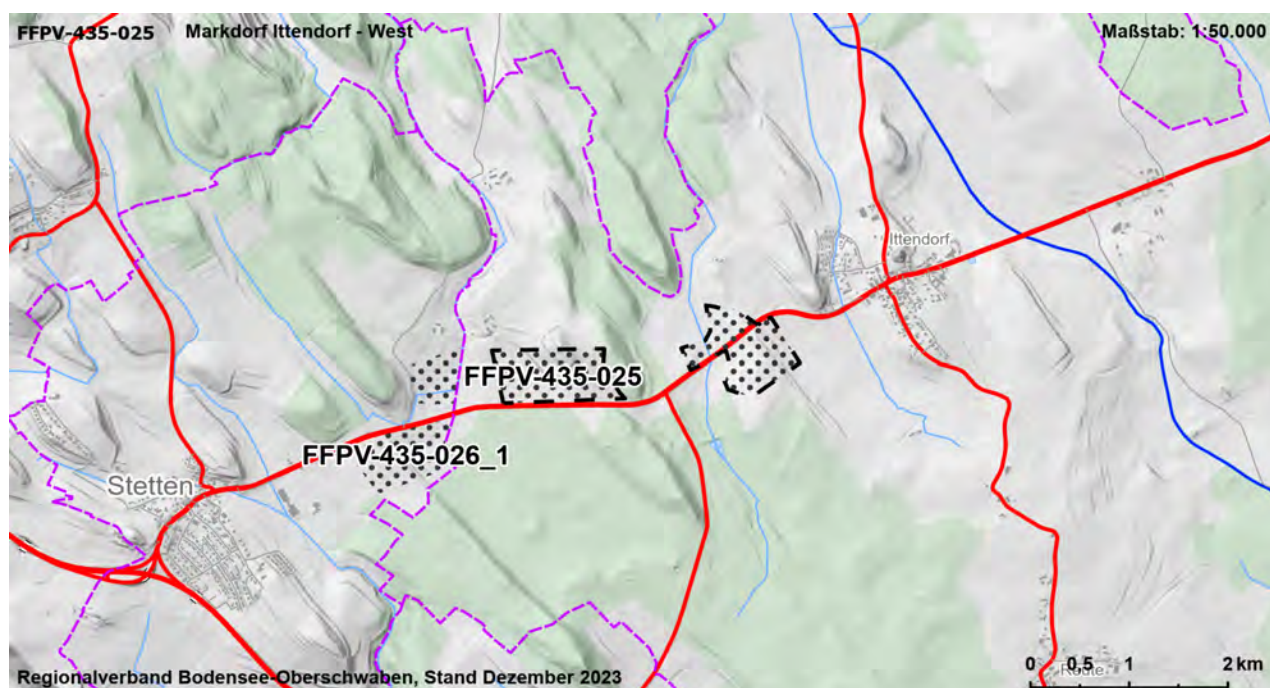 FFPV-435-025 Markdorf Ittendorf - West Maßstab: 1:50.000
Ittendorf
FFPV-435-025
FFPV-435-026_1
Stetten
0 0,5 1 2 km
Reute
Regionalverband Bodensee-Oberschwaben, Stand Dezember 2023